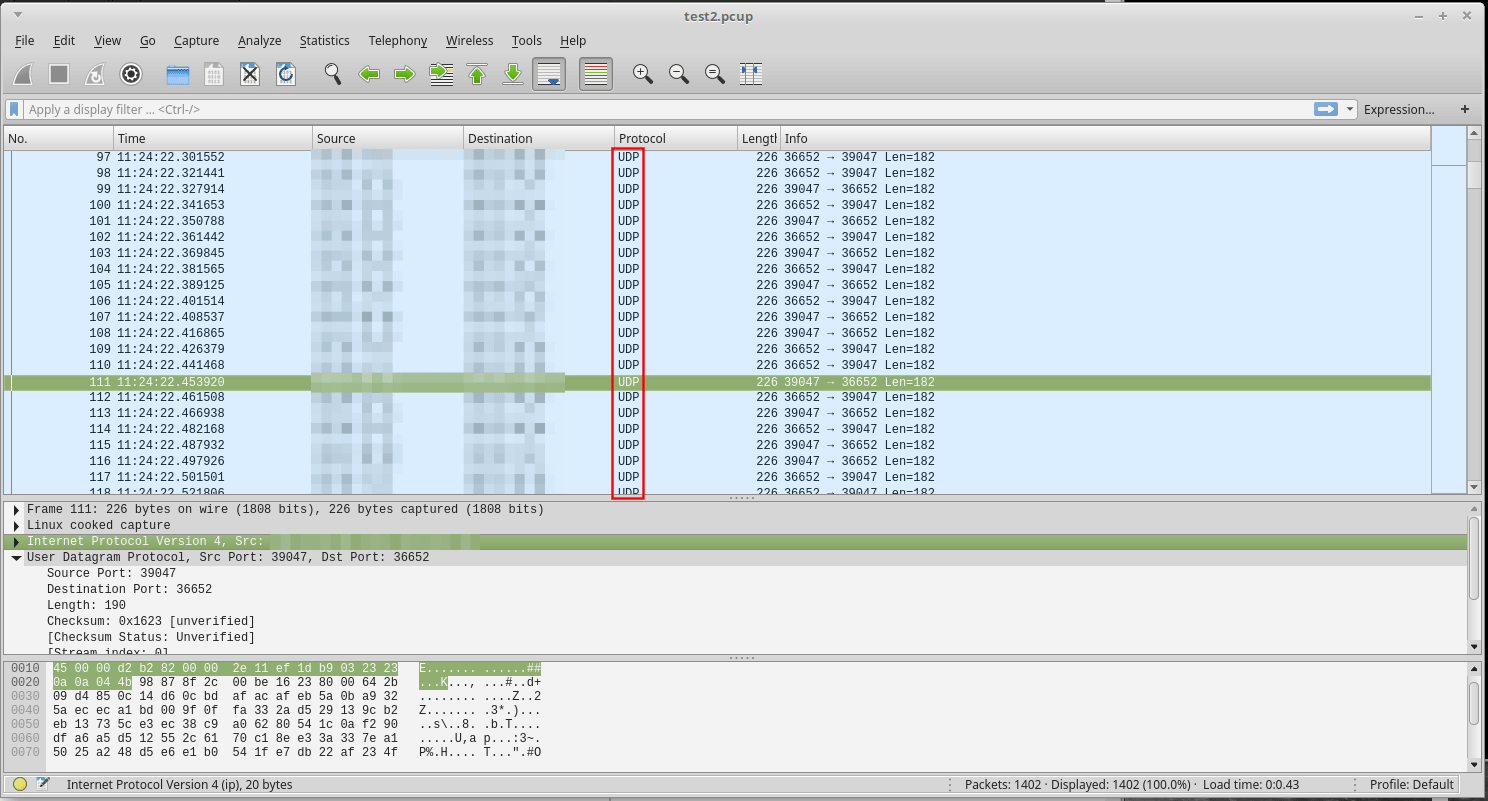 test2.pcup
File Edit View Go Capture Analyze Statistics Telephony Wireless Tools Help
Apply a display filter ... <Ctrl-/> Expression... +
No. Time Source Destination Protocol Length Info
97 11:24:22.301552 UDP 226 36652 → 39047 Len=182
98 11:24:22.321441 UDP 226 36652 → 39047 Len=182
99 11:24:22.327914 UDP 226 39047 → 36652 Len=182
100 11:24:22.341653 UDP 226 36652 → 39047 Len=182
101 11:24:22.350788 UDP 226 39047 → 36652 Len=182
102 11:24:22.361442 UDP 226 36652 → 39047 Len=182
103 11:24:22.369845 UDP 226 39047 → 36652 Len=182
104 11:24:22.381565 UDP 226 36652 → 39047 Len=182
105 11:24:22.389125 UDP 226 39047 → 36652 Len=182
106 11:24:22.401514 UDP 226 36652 → 39047 Len=182
107 11:24:22.408537 UDP 226 39047 → 36652 Len=182
108 11:24:22.416865 UDP 226 39047 → 36652 Len=182
109 11:24:22.426379 UDP 226 36652 → 39047 Len=182
110 11:24:22.441468 UDP 226 36652 → 39047 Len=182
111 11:24:22.453920 UDP 226 39047 → 36652 Len=182
112 11:24:22.461508 UDP 226 36652 → 39047 Len=182
113 11:24:22.466938 UDP 226 39047 → 36652 Len=182
114 11:24:22.482168 UDP 226 36652 → 39047 Len=182
115 11:24:22.487932 UDP 226 39047 → 36652 Len=182
116 11:24:22.497926 UDP 226 39047 → 36652 Len=182
117 11:24:22.501501 UDP 226 36652 → 39047 Len=182
118 11:24:22.521806 UDP 226 36652 → 39047 Len=182
Frame 111: 226 bytes on wire (1808 bits), 226 bytes captured (1808 bits)
Linux cooked capture
Internet Protocol Version 4, Src:
User Datagram Protocol, Src Port: 39047, Dst Port: 36652
Source Port: 39047
Destination Port: 36652
Length: 190
Checksum: 0x1623 [unverified]
[Checksum Status: Unverified]
[Stream index: 0]
0010 45 00 00 d2 b2 82 00 00 2e 11 ef 1d b9 03 23 23 E....... ......##
0020 0a 0a 04 4b 98 87 8f 2c 00 be 16 23 80 00 64 2b ...K..., ...#..d+
0030 09 d4 85 0c 14 d6 0c bd af ac af eb 5a 0b a9 32 ........ ....Z..2
0040 5a ec ec a1 bd 00 9f 0f fa 33 2a d5 29 13 9c b2 Z....... .3*.)...
0050 eb 13 73 5c e3 ec 38 c9 a0 62 80 54 1c 0a f2 90 ..s\..8. .b.T....
0060 df a6 a5 d5 12 55 2c 61 70 c1 8e e3 3a 33 7e a1 .....U,a p...:3~.
0070 50 25 a2 48 d5 e6 e1 b0 54 1f e7 db 22 af 23 4f P%.H.... T...".#O
Internet Protocol Version 4 (ip), 20 bytes Packets: 1402 · Displayed: 1402 (100.0%) · Load time: 0:0.43 Profile: Default